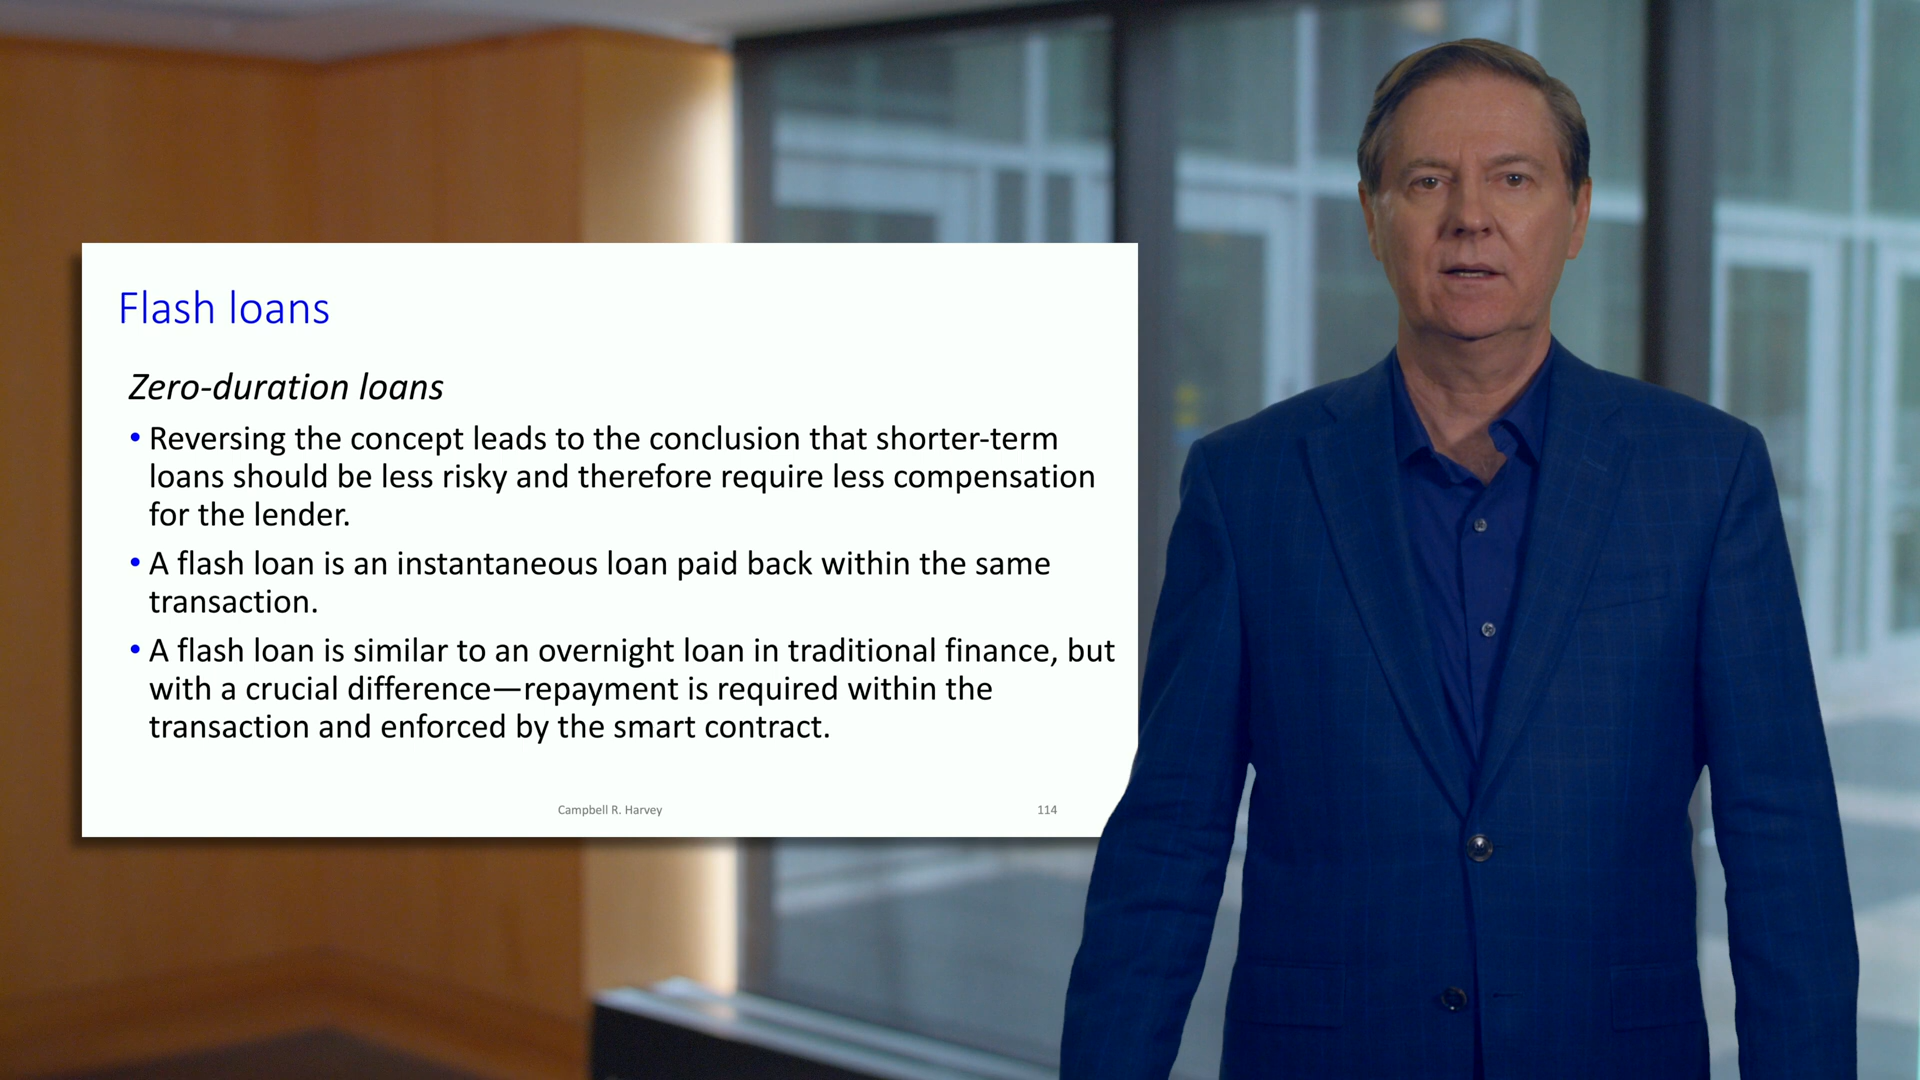 Flash loans
Zero-duration loans
• Reversing the concept leads to the conclusion that shorter-term
loans should be less risky and therefore require less compensation
for the lender.
• A flash loan is an instantaneous loan paid back within the same
transaction.
• A flash loan is similar to an overnight loan in traditional finance, but
with a crucial difference—repayment is required within the
transaction and enforced by the smart contract.
Campbell R. Harvey
114